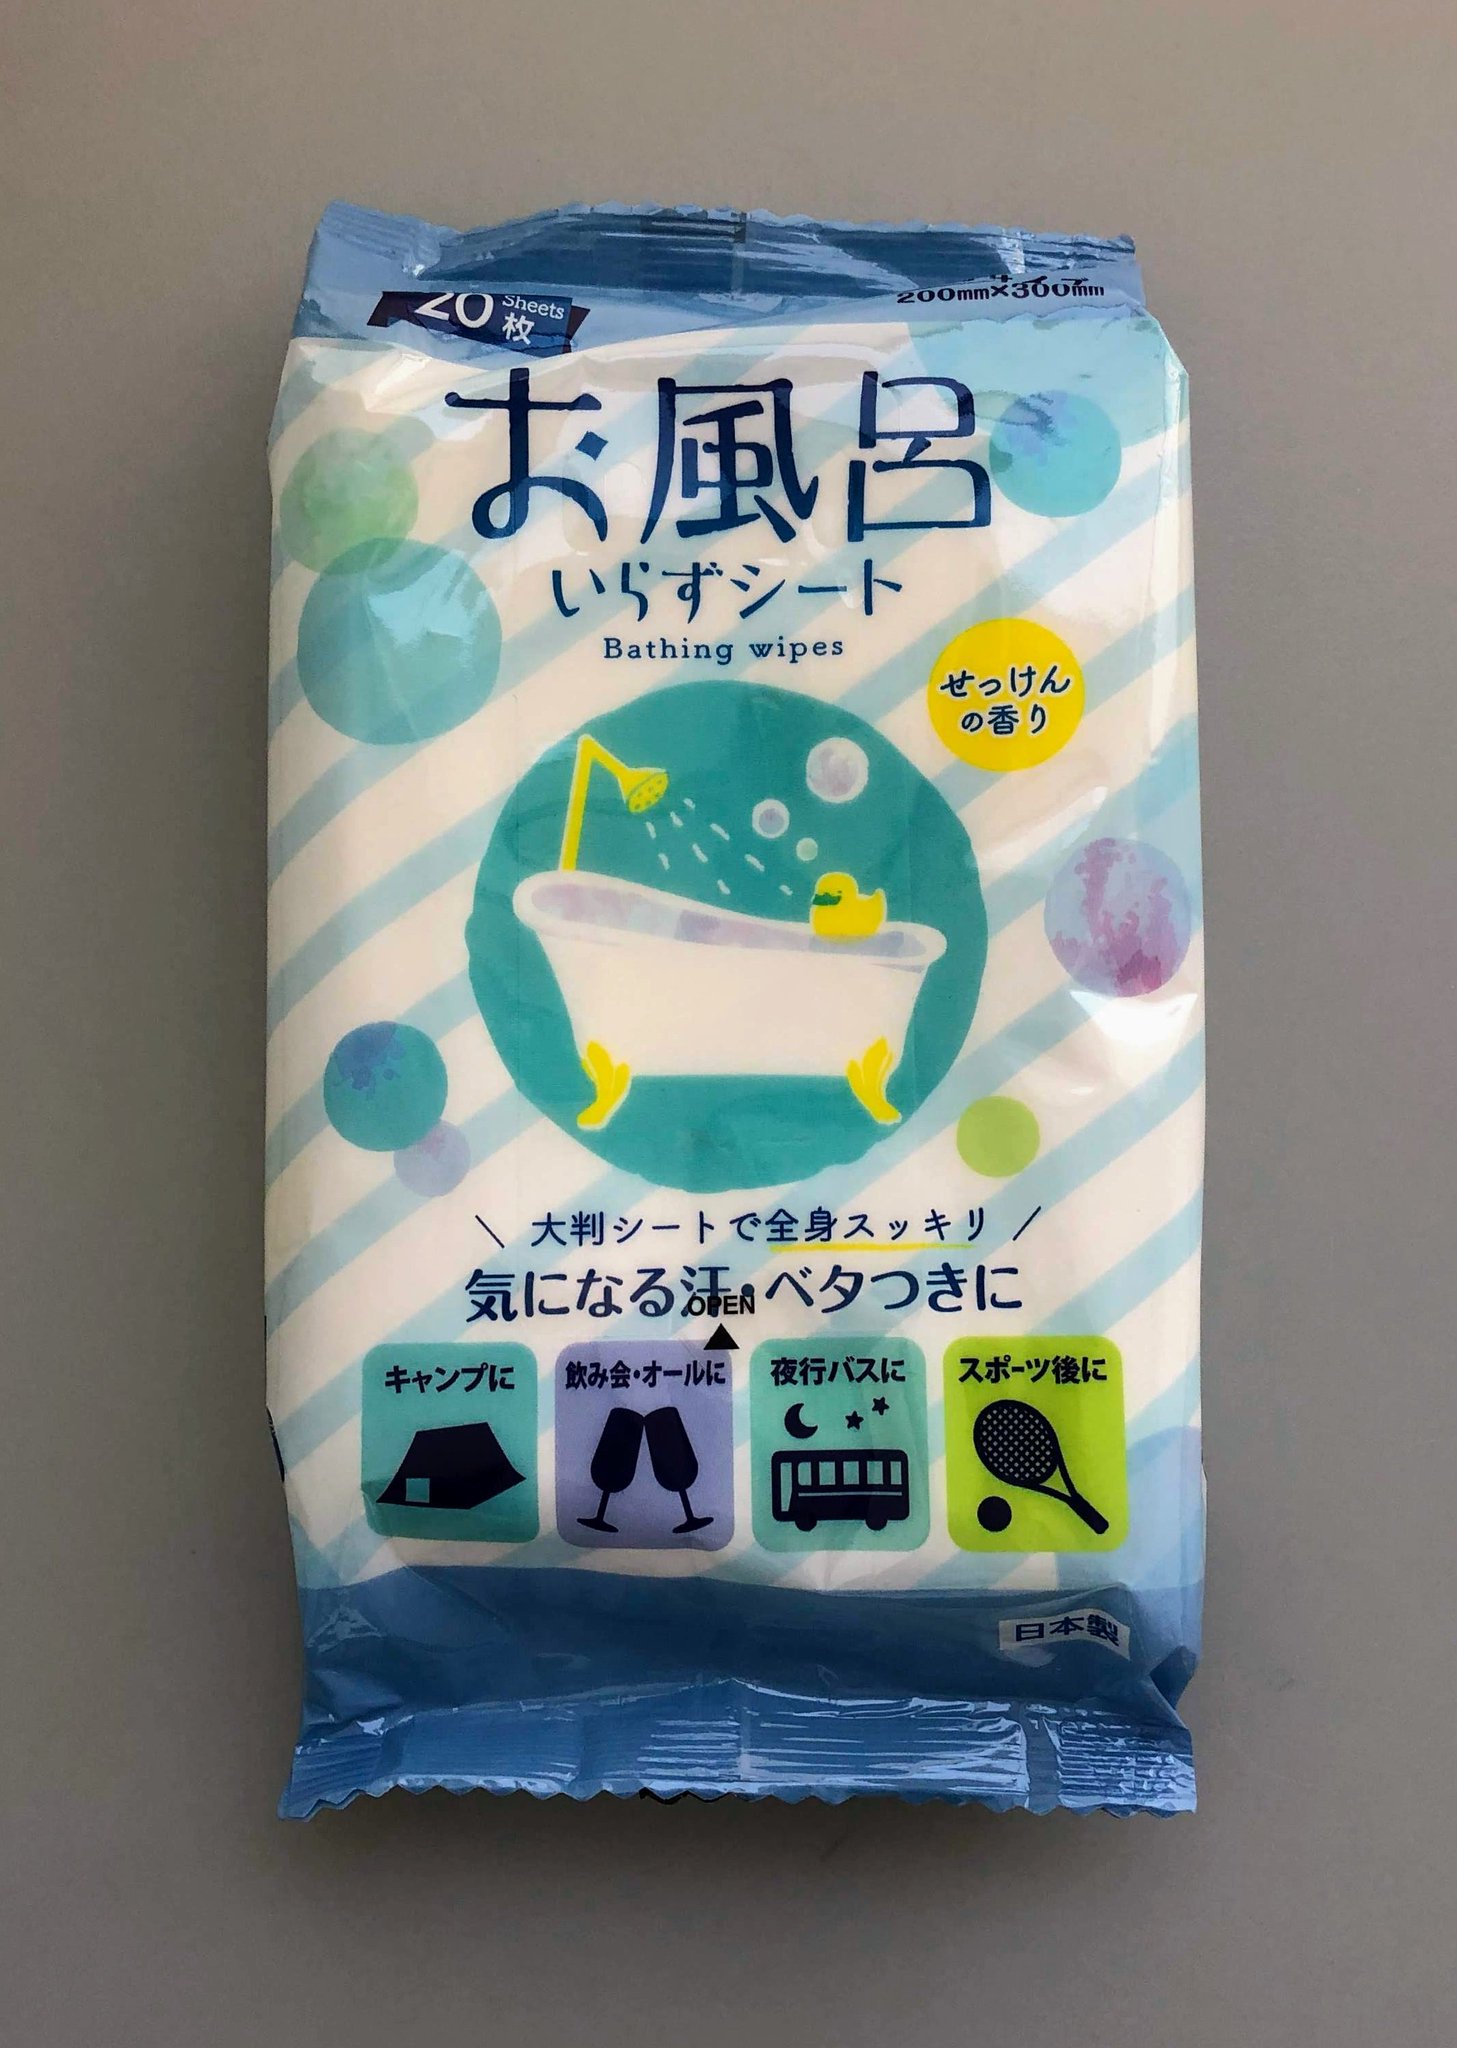 20 Sheets
枚
サイズ
200mm×300mm
お風呂
いらずシート
Bathing wipes
せっけん
の香り
大判シートで全身スッキリ
気になる汗・ベタつきに
OPEN
キャンプに
飲み会・オールに
夜行バスに
スポーツ後に
日本製